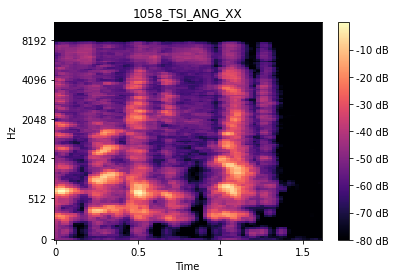 1058_TSI_ANG_XX
8192
4096
2048
1024
512
0
Hz
0
0.5
1
1.5
Time
-10 dB
-20 dB
-30 dB
-40 dB
-50 dB
-60 dB
-70 dB
-80 dB